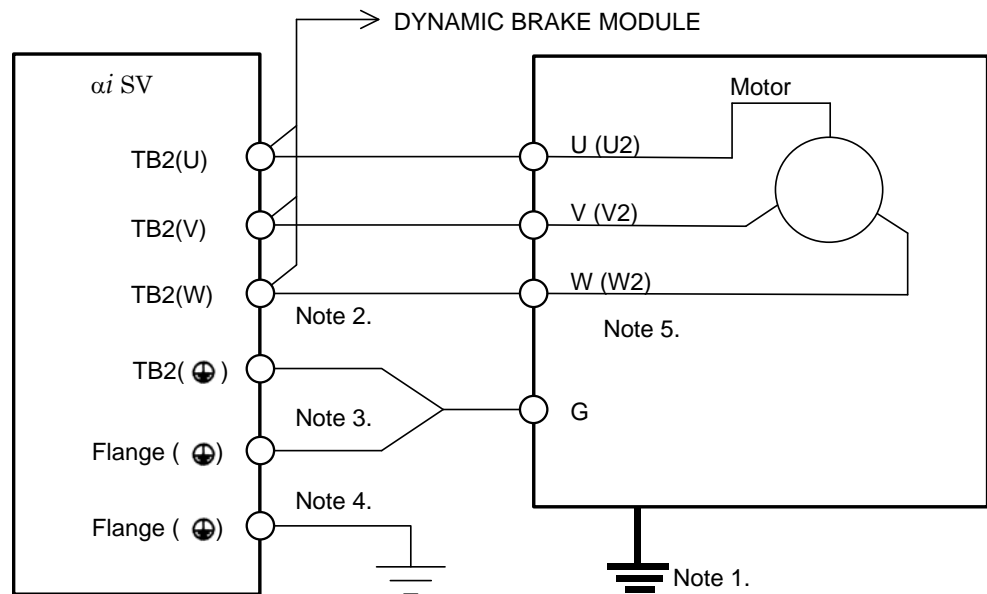 DYNAMIC BRAKE MODULE
αi SV
Motor
TB2(U)
U (U2)
TB2(V)
V (V2)
TB2(W)
W (W2)
Note 2.
Note 5.
TB2( ⏚ )
Note 3.
G
Flange ( ⏚)
Note 4.
Flange ( ⏚)
Note 1.